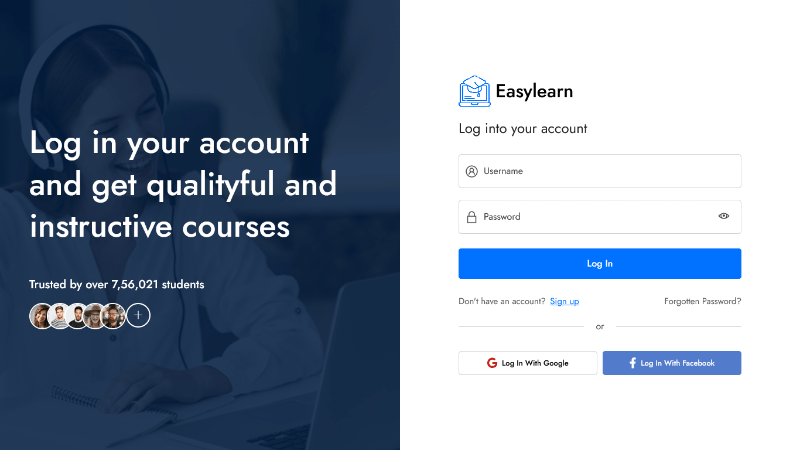 Log in your account
and get qualityful and
instructive courses
Trusted by over 7,56,021 students
Easylearn
Log into your account
Username
Password
Log In
Don't have an account? Sign up
Forgotten Password?
or
Log In With Google
Log In With Facebook